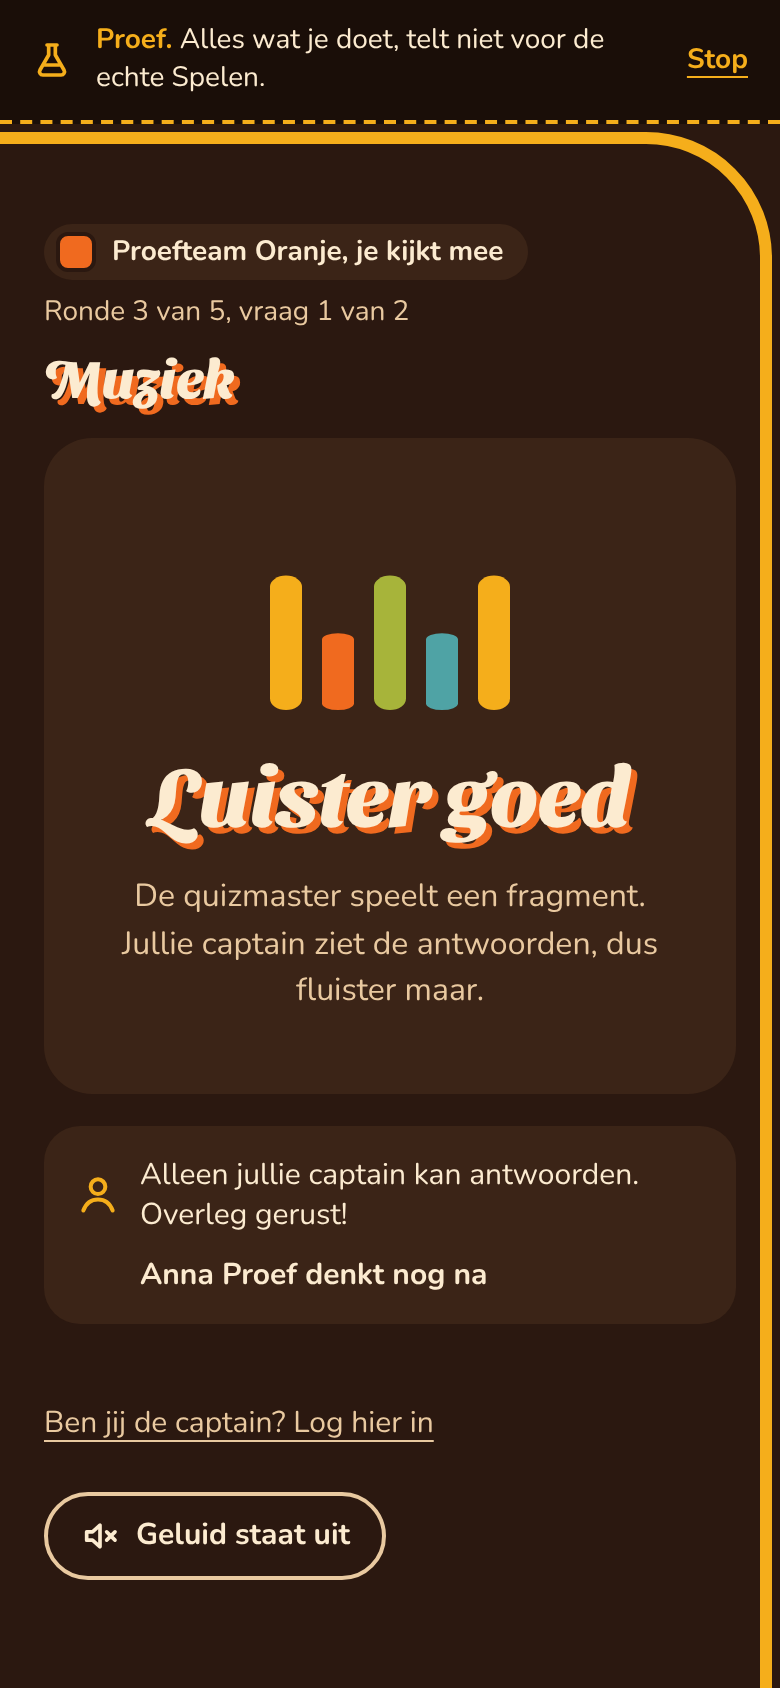 Proef. Alles wat je doet, telt niet voor de
echte Spelen.
Stop
Proefteam Oranje, je kijkt mee
Ronde 3 van 5, vraag 1 van 2
Muziek
Luister goed
De quizmaster speelt een fragment.
Jullie captain ziet de antwoorden, dus
fluister maar.
Alleen jullie captain kan antwoorden.
Overleg gerust!
Anna Proef denkt nog na
Ben jij de captain? Log hier in
Geluid staat uit